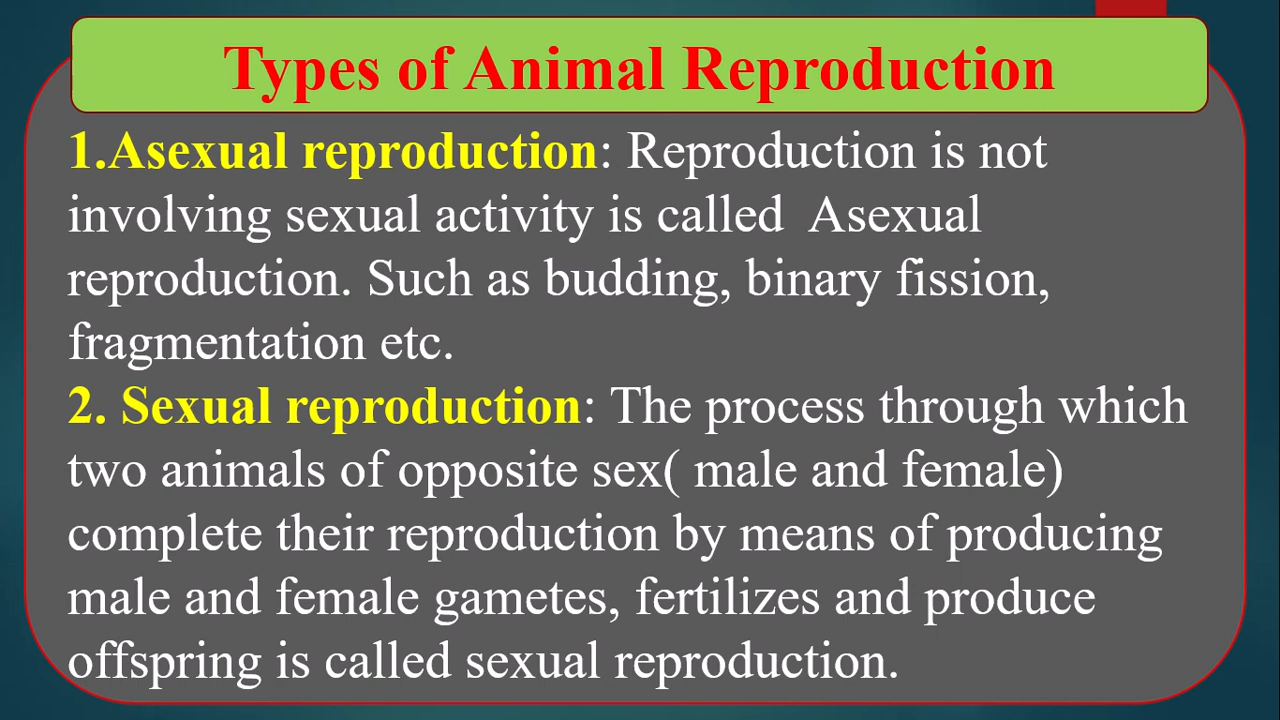 Types of Animal Reproduction
1.Asexual reproduction: Reproduction is not
involving sexual activity is called  Asexual
reproduction. Such as budding, binary fission,
fragmentation etc.
2. Sexual reproduction: The process through which
two animals of opposite sex( male and female)
complete their reproduction by means of producing
male and female gametes, fertilizes and produce
offspring is called sexual reproduction.